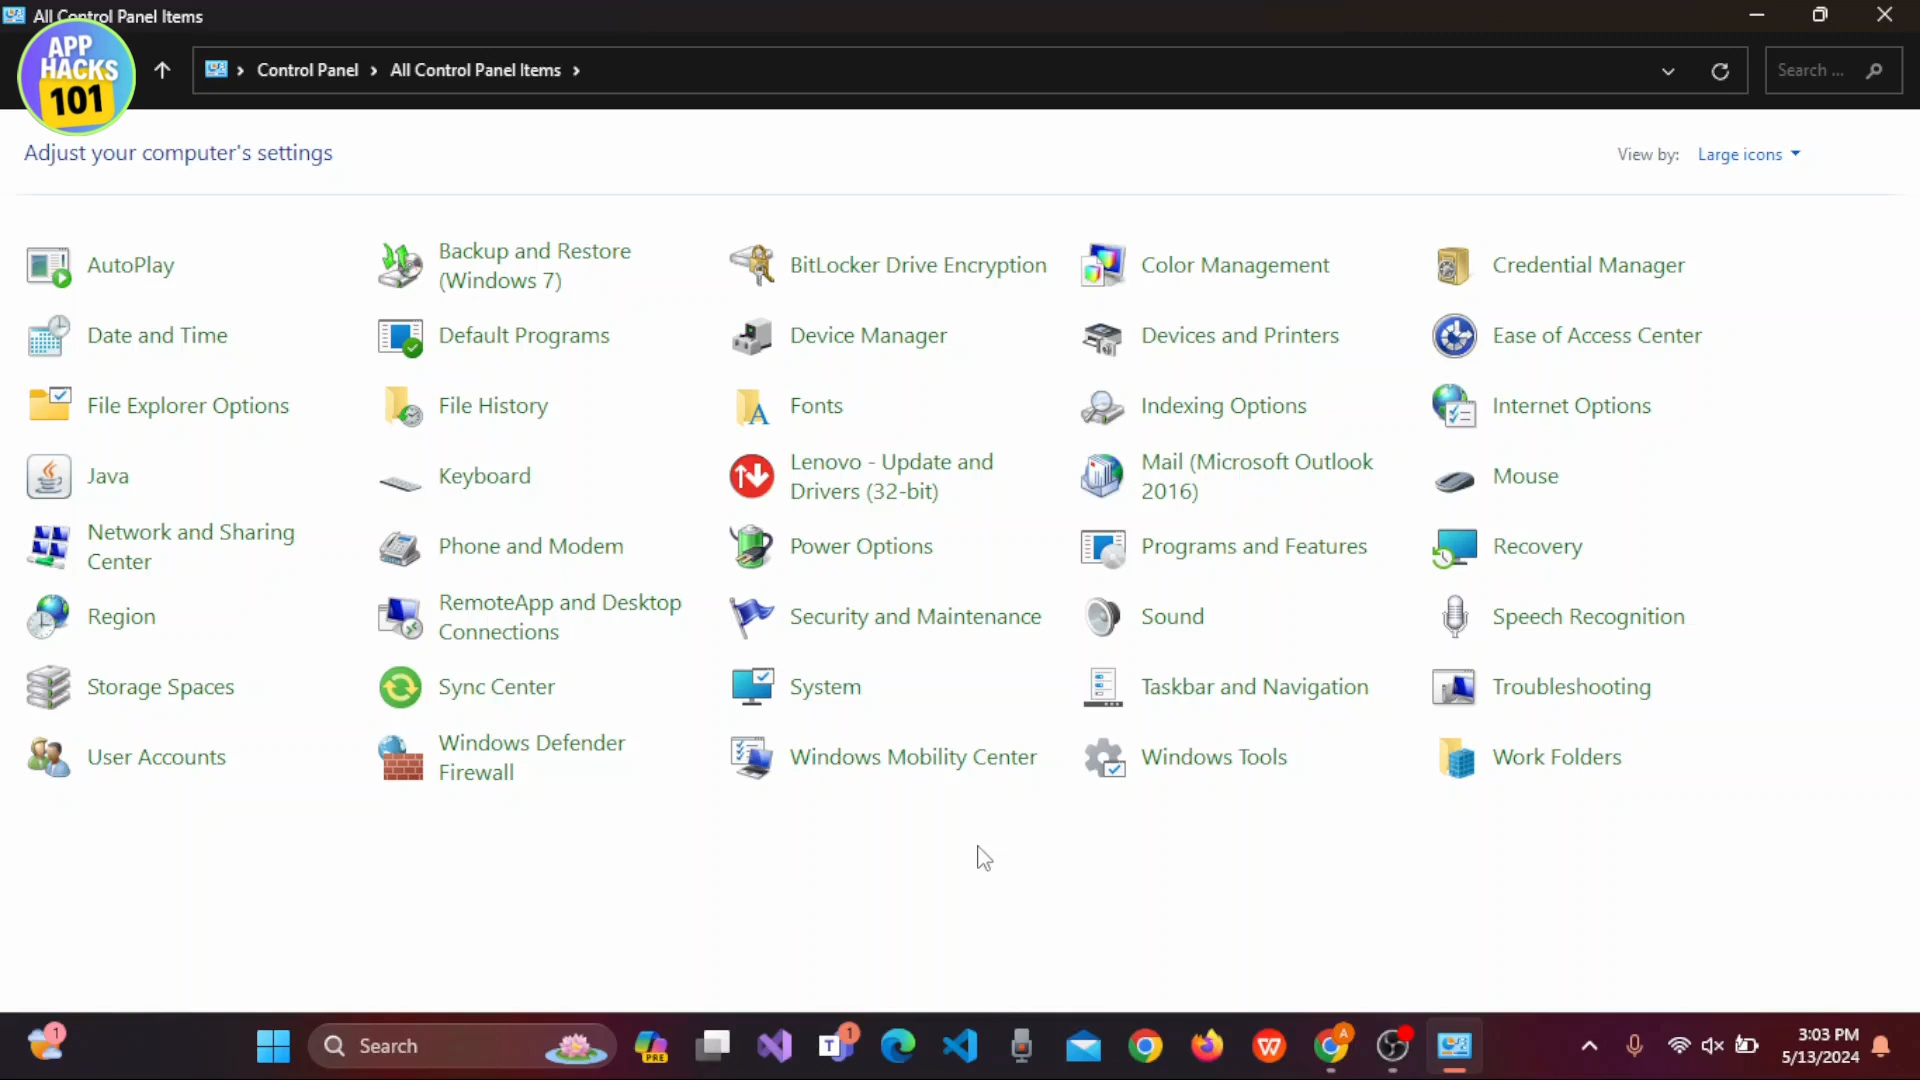 All Control Panel Items
APP
HACKS
101
Control Panel
All Control Panel Items
Search ...
Adjust your computer's settings
View by: Large icons
AutoPlay
Backup and Restore
(Windows 7)
BitLocker Drive Encryption
Color Management
Credential Manager
Date and Time
Default Programs
Device Manager
Devices and Printers
Ease of Access Center
File Explorer Options
File History
Fonts
Indexing Options
Internet Options
Java
Keyboard
Lenovo - Update and
Drivers (32-bit)
Mail (Microsoft Outlook
2016)
Mouse
Network and Sharing
Center
Phone and Modem
Power Options
Programs and Features
Recovery
Region
RemoteApp and Desktop
Connections
Security and Maintenance
Sound
Speech Recognition
Storage Spaces
Sync Center
System
Taskbar and Navigation
Troubleshooting
User Accounts
Windows Defender
Firewall
Windows Mobility Center
Windows Tools
Work Folders
1
Search
PRE
T
1
W
A
3:03 PM
5/13/2024